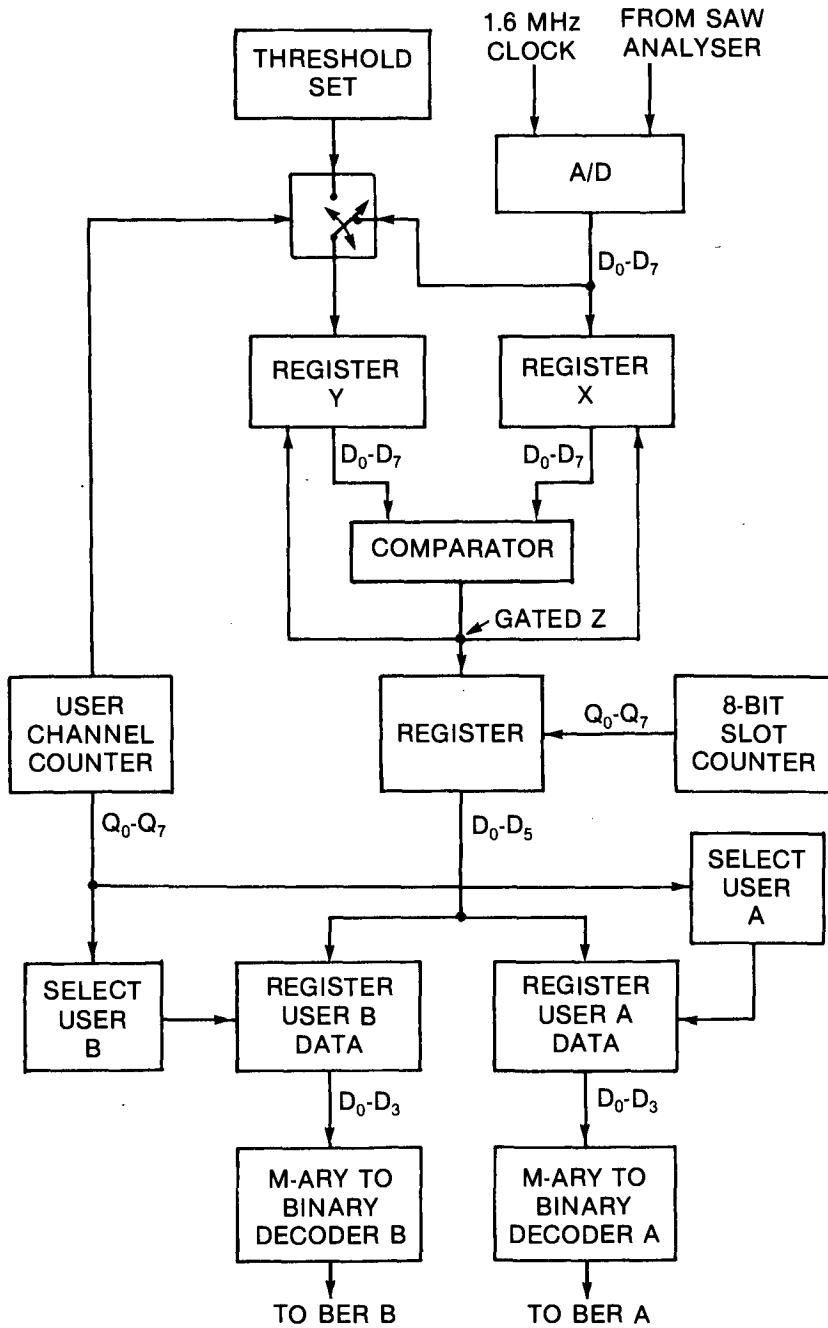 1.6 MHz
CLOCK
FROM SAW
ANALYSER
THRESHOLD
SET
A/D
D₀-D₇
REGISTER
Y
REGISTER
X
D₀-D₇
D₀-D₇
COMPARATOR
GATED Z
USER
CHANNEL
COUNTER
REGISTER
Q₀-Q₇
8-BIT
SLOT
COUNTER
Q₀-Q₇
D₀-D₅
SELECT
USER
A
SELECT
USER
B
REGISTER
USER B
DATA
REGISTER
USER A
DATA
D₀-D₃
D₀-D₃
M-ARY TO
BINARY
DECODER B
M-ARY TO
BINARY
DECODER A
TO BER B
TO BER A